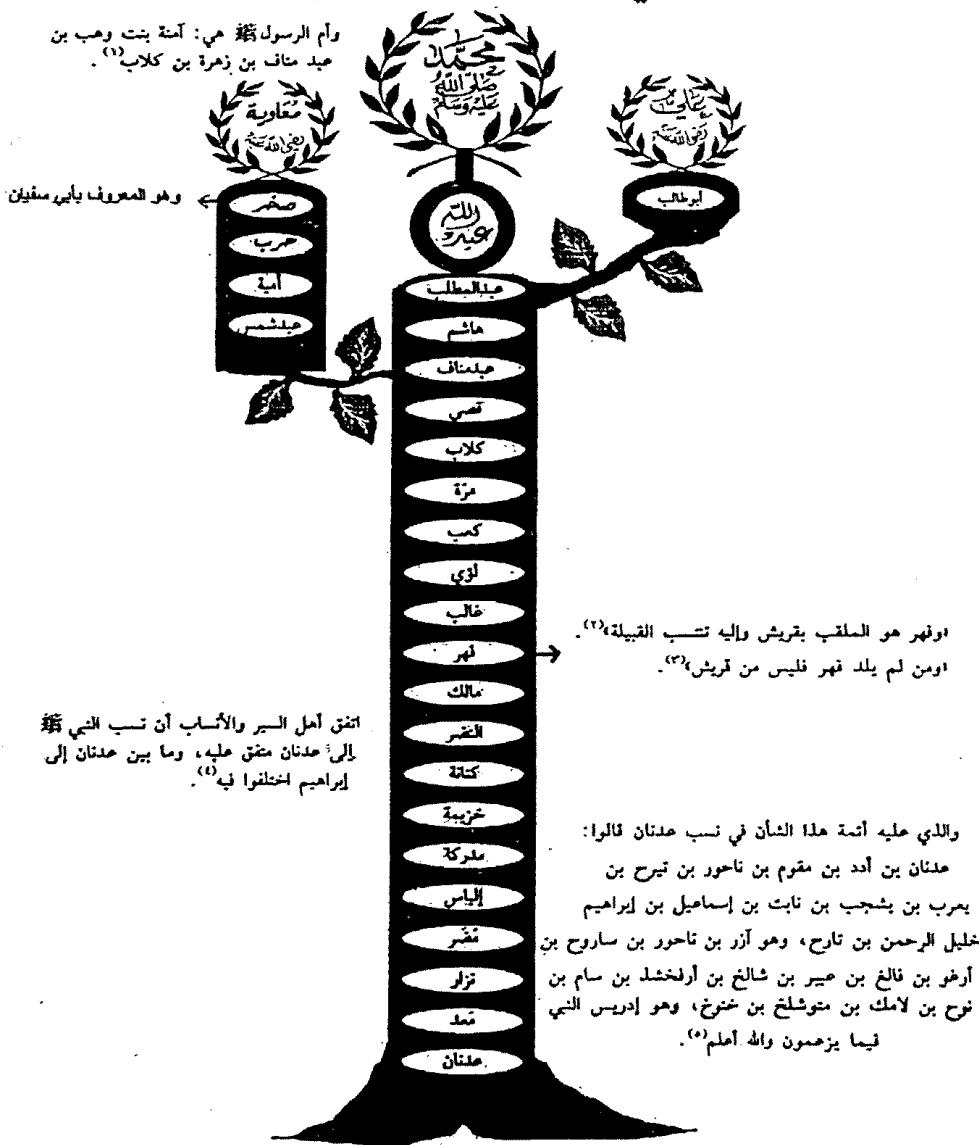 وأم الرسول ﷺ هي: آمنة بنت وهب بن
عبد مناف بن زهرة بن كلاب(٦).
محمد
صلى الله
عليه وسلم
معاوية
رضي الله عنه
علي
رضي الله عنه
وهو المعروف بأبي سفيان
صخر
حرب
أمية
عبدشمس
أبوطالب
عبد الله
عبدالمطلب
هاشم
عبدمناف
قصي
كلاب
مرّة
كعب
لؤي
غالب
فهر
مالك
النضر
كنانة
خزيمة
مدركة
إلياس
مضر
نزار
معد
عدنان
«وفهر هو الملقب بقريش وإليه تنتسب القبيلة»(٢).
«ومن لم يلد فهر فليس من قريش»(٣).
اتفق أهل السير والأنساب أن نسب النبي ﷺ
إلى عدنان متفق عليه، وما بين عدنان إلى
إبراهيم اختلفوا فيه(٤).
والذي عليه أئمة هذا الشأن في نسب عدنان قالوا:
عدنان بن أدد بن مقوم بن ناحور بن تيرح بن
يعرب بن يشجب بن نابت بن إسماعيل بن إبراهيم
خليل الرحمن بن تارح، وهو آزر بن ناحور بن ساروح بن
أرغو بن فالغ بن عيبر بن شالخ بن أرفخشد بن سام بن
نوح بن لامك بن متوشلخ بن خنوخ، وهو إدريس النبي
فيما يزعمون والله أعلم(٥).